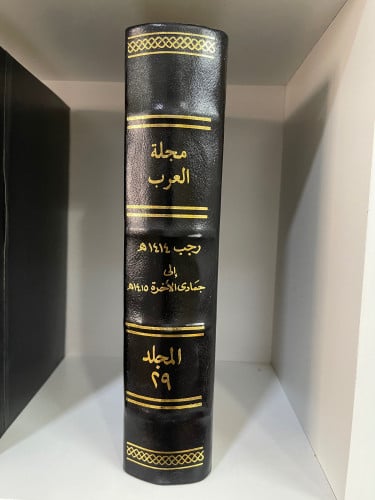 مجلة
العرب
رجب ١٤١٤هـ
إلى
جمادى الآخرة ١٤١٥هـ
المجلد
٢٩